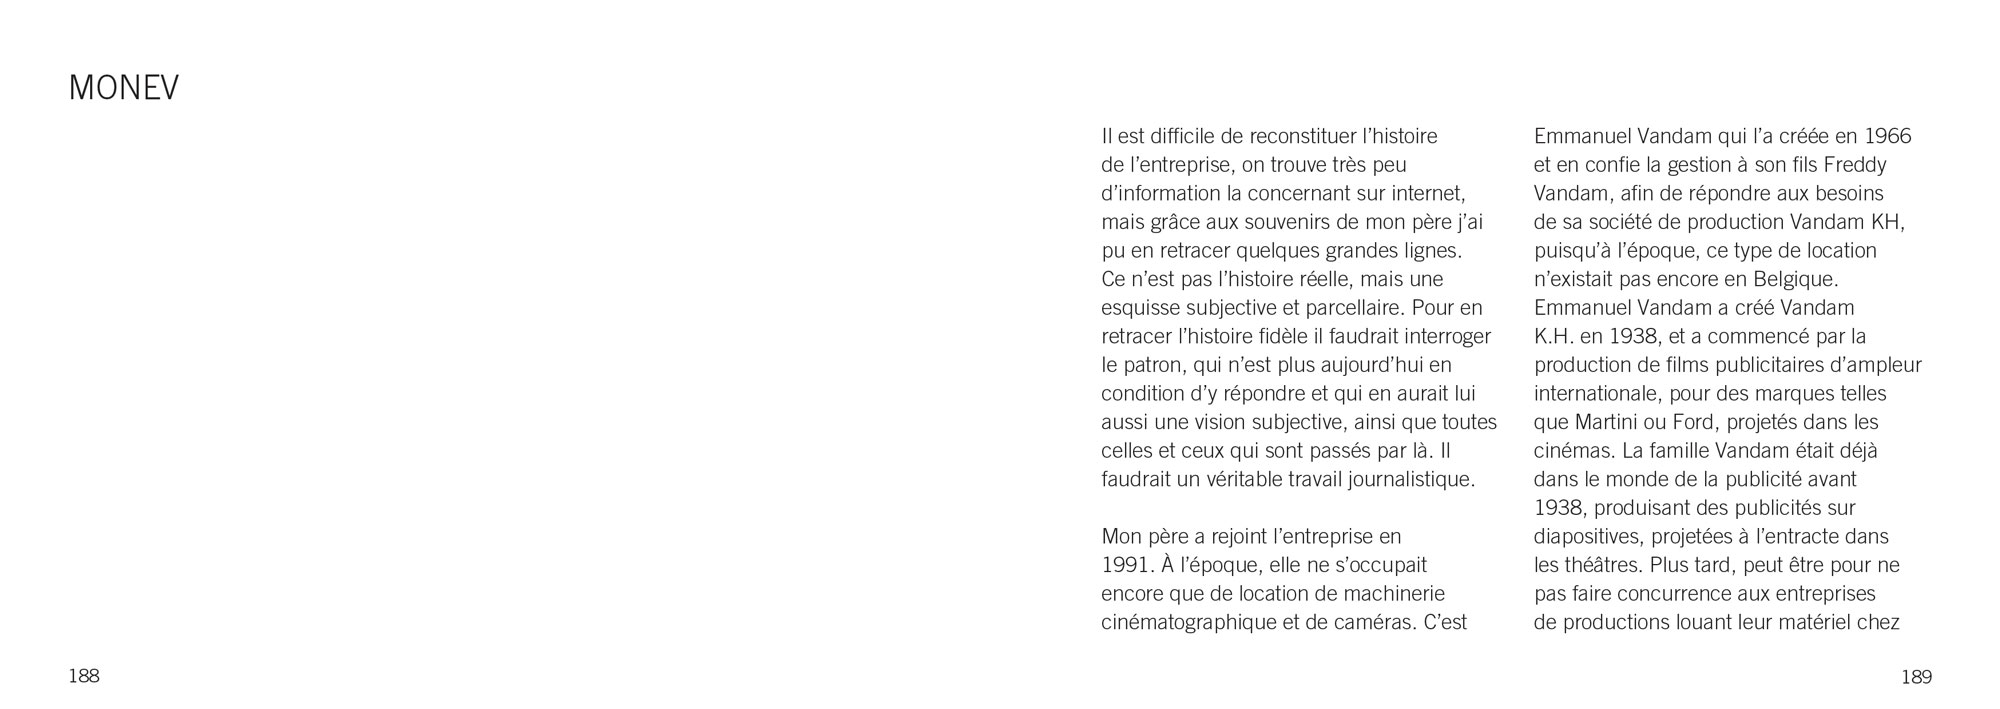 MONEV
Il est difficile de reconstituer l’histoire
de l’entreprise, on trouve très peu
d’information la concernant sur internet,
mais grâce aux souvenirs de mon père j’ai
pu en retracer quelques grandes lignes.
Ce n’est pas l’histoire réelle, mais une
esquisse subjective et parcellaire. Pour en
retracer l’histoire fidèle il faudrait interroger
le patron, qui n’est plus aujourd’hui en
condition d’y répondre et qui en aurait lui
aussi une vision subjective, ainsi que toutes
celles et ceux qui sont passés par là. Il
faudrait un véritable travail journalistique.
Mon père a rejoint l’entreprise en
1991. À l’époque, elle ne s’occupait
encore que de location de machinerie
cinématographique et de caméras. C’est
Emmanuel Vandam qui l’a créée en 1966
et en confie la gestion à son fils Freddy
Vandam, afin de répondre aux besoins
de sa société de production Vandam KH,
puisqu’à l’époque, ce type de location
n’existait pas encore en Belgique.
Emmanuel Vandam a créé Vandam
K.H. en 1938, et a commencé par la
production de films publicitaires d’ampleur
internationale, pour des marques telles
que Martini ou Ford, projetés dans les
cinémas. La famille Vandam était déjà
dans le monde de la publicité avant
1938, produisant des publicités sur
diapositives, projetées à l’entracte dans
les théâtres. Plus tard, peut être pour ne
pas faire concurrence aux entreprises
de productions louant leur matériel chez
188
189